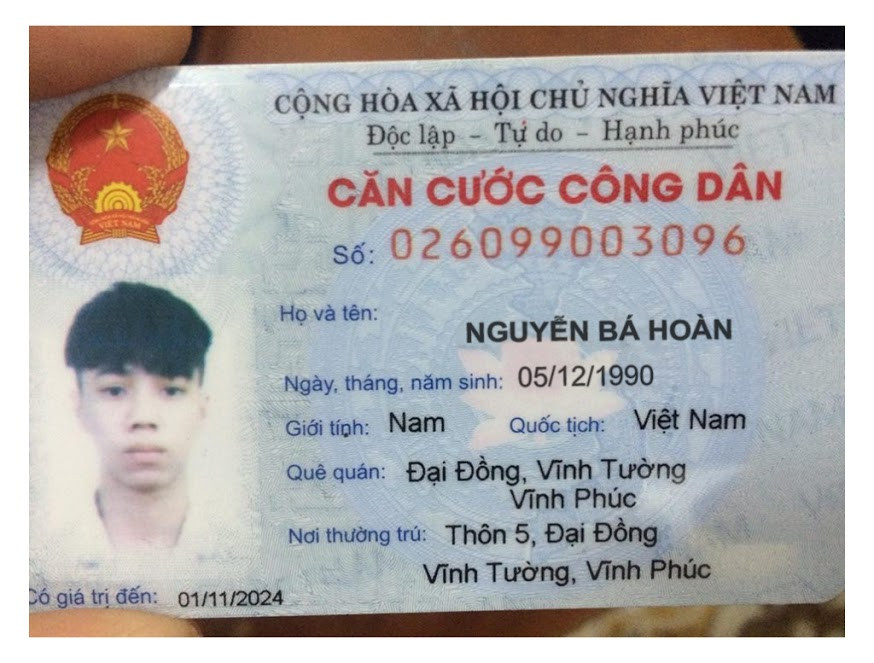 CỘNG HÒA XÃ HỘI CHỦ NGHĨA VIỆT NAM
Độc lập - Tự do - Hạnh phúc
CĂN CƯỚC CÔNG DÂN
Số: 026099003096
Họ và tên:
NGUYỄN BÁ HOÀN
Ngày, tháng, năm sinh: 05/12/1990
Giới tính: Nam Quốc tịch: Việt Nam
Quê quán: Đại Đồng, Vĩnh Tường
Vĩnh Phúc
Nơi thường trú: Thôn 5, Đại Đồng
Vĩnh Tường, Vĩnh Phúc
Có giá trị đến: 01/11/2024